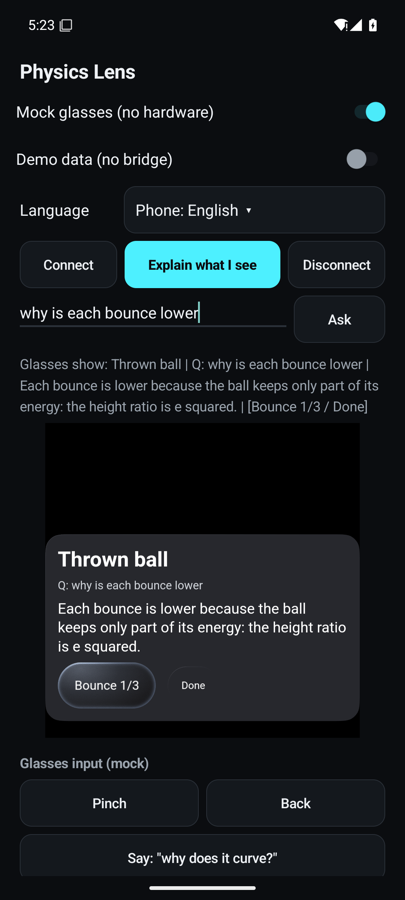 5:23
Physics Lens
Mock glasses (no hardware)
Demo data (no bridge)
Language
Phone: English
Connect
Explain what I see
Disconnect
why is each bounce lower
Ask
Glasses show: Thrown ball | Q: why is each bounce lower |
Each bounce is lower because the ball keeps only part of its
energy: the height ratio is e squared. | [Bounce 1/3 / Done]
Thrown ball
Q: why is each bounce lower
Each bounce is lower because the ball
keeps only part of its energy: the height ratio
is e squared.
Bounce 1/3
Done
Glasses input (mock)
Pinch
Back
Say: "why does it curve?"